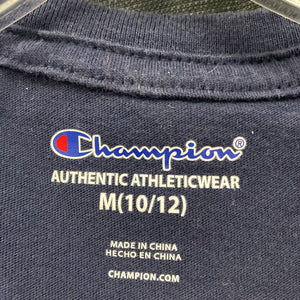 Champion®
AUTHENTIC ATHLETICWEAR
M(10/12)
MADE IN CHINA
HECHO EN CHINA
CHAMPION.COM